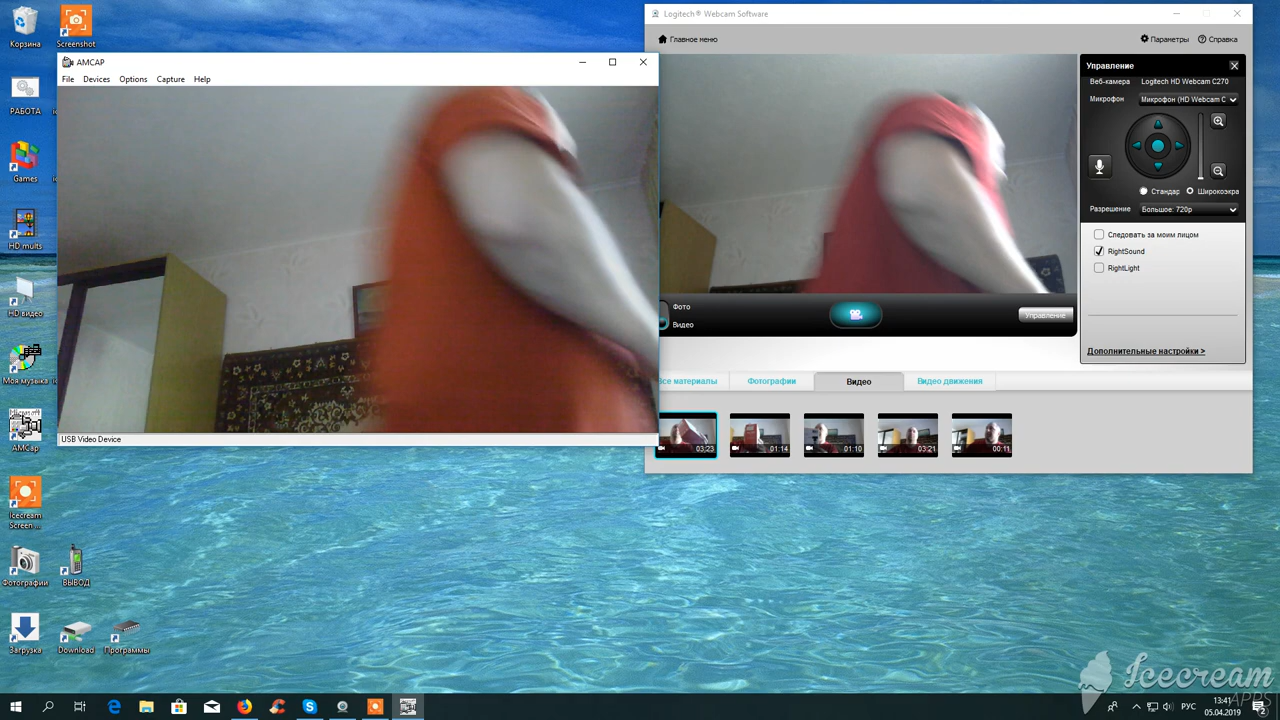 Корзина
Screenshot
РАБОТА
Games
HD mults
HD видео
Моя музыка
AMCap
Icecream
Screen ...
Фотографии
ВЫВОД
Загрузка
Download
Программы
AMCAP
File Devices Options Capture Help
USB Video Device
Logitech® Webcam Software
Главное меню
Параметры
Справка
Управление
Веб-камера Logitech HD Webcam C270
Микрофон Микрофон (HD Webcam C
Стандар Широкоэкра
Разрешение Большое: 720p
Следовать за моим лицом
RightSound
RightLight
Дополнительные настройки >
Фото
Видео
Управление
Все материалы Фотографии Видео Видео движения
03:23 01:14 01:10 03:21 00:11
Icecream
APPS
РУС
13:41
05.04.2019
2